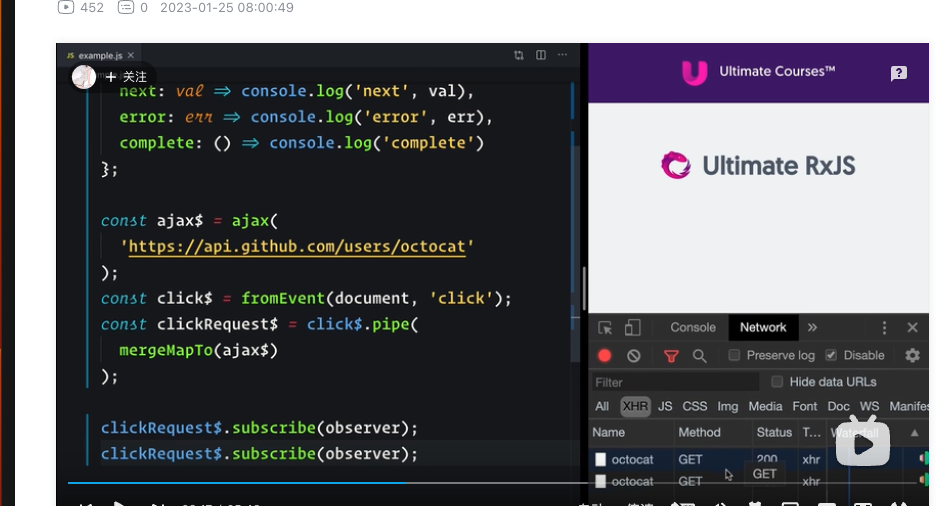 452 0 2023-01-25 08:00:49
JS example.js ×
+ 关注
next: val => console.log('next', val),
error: err => console.log('error', err),
complete: () => console.log('complete')
};
const ajax$ = ajax(
'https://api.github.com/users/octocat'
);
const click$ = fromEvent(document, 'click');
const clickRequest$ = click$.pipe(
mergeMapTo(ajax$)
);
clickRequest$.subscribe(observer);
clickRequest$.subscribe(observer);
Ultimate Courses™
Ultimate RxJS
Console Network »
Preserve log Disable
Filter Hide data URLs
All XHR JS CSS Img Media Font Doc WS Manifes
Name Method Status T... Waterfall
octocat GET 200 xhr
GET
octocat GET xhr